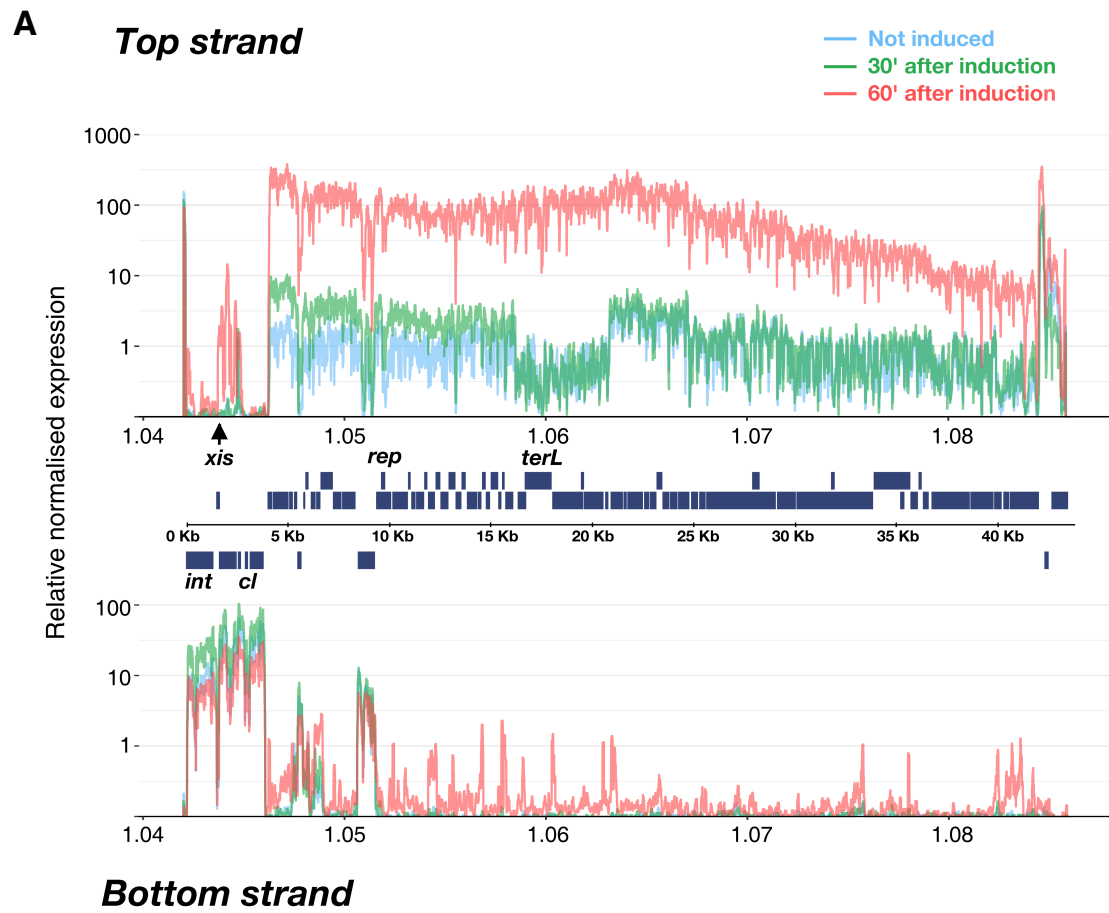 A
Top strand
Not induced
30' after induction
60' after induction
Relative normalised expression
1000
100
10
1
1.04 1.05 1.06 1.07 1.08
xis rep terL
0 Kb 5 Kb 10 Kb 15 Kb 20 Kb 25 Kb 30 Kb 35 Kb 40 Kb
int cI
100
10
1
1.04 1.05 1.06 1.07 1.08
Bottom strand